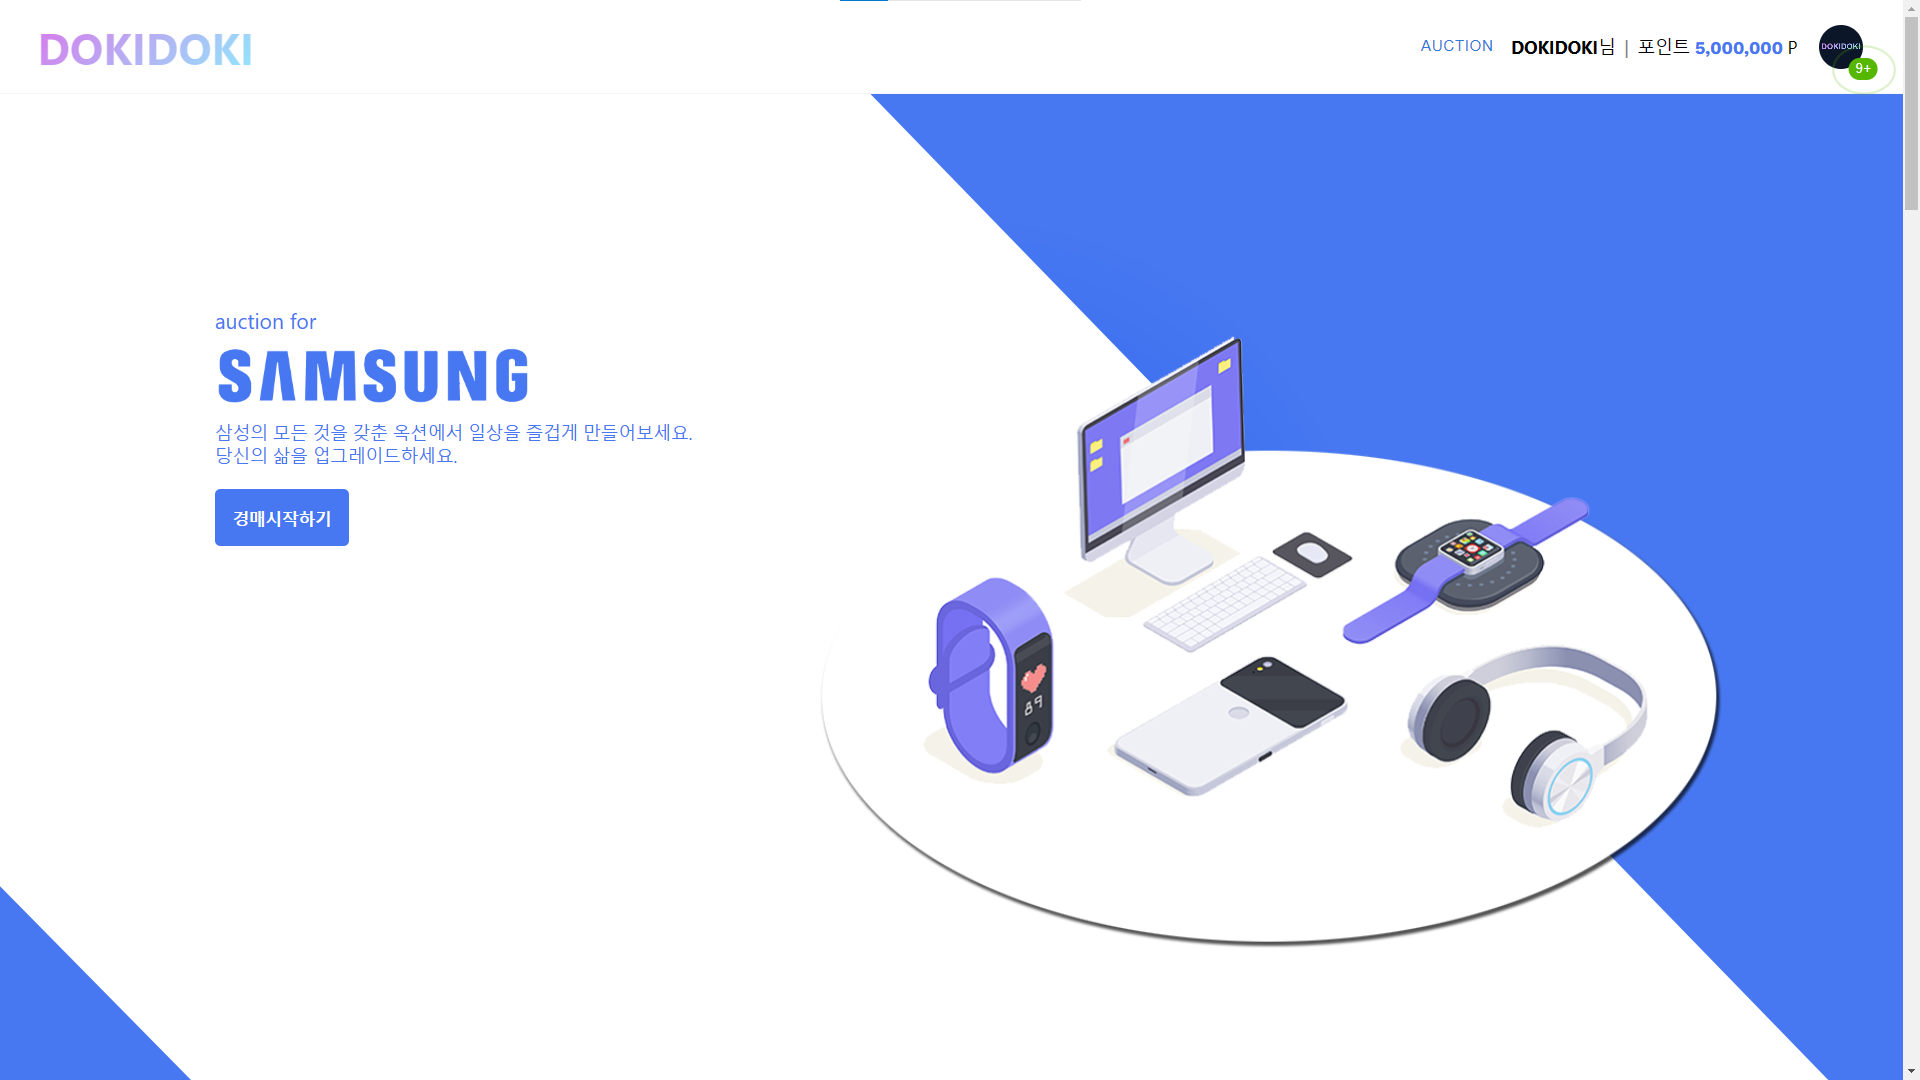 DOKIDOKI
AUCTION
DOKIDOKI님 | 포인트 5,000,000 P
DOKIDOKI
9+
auction for
SAMSUNG
삼성의 모든 것을 갖춘 옥션에서 일상을 즐겁게 만들어보세요.
당신의 삶을 업그레이드하세요.
경매시작하기
89